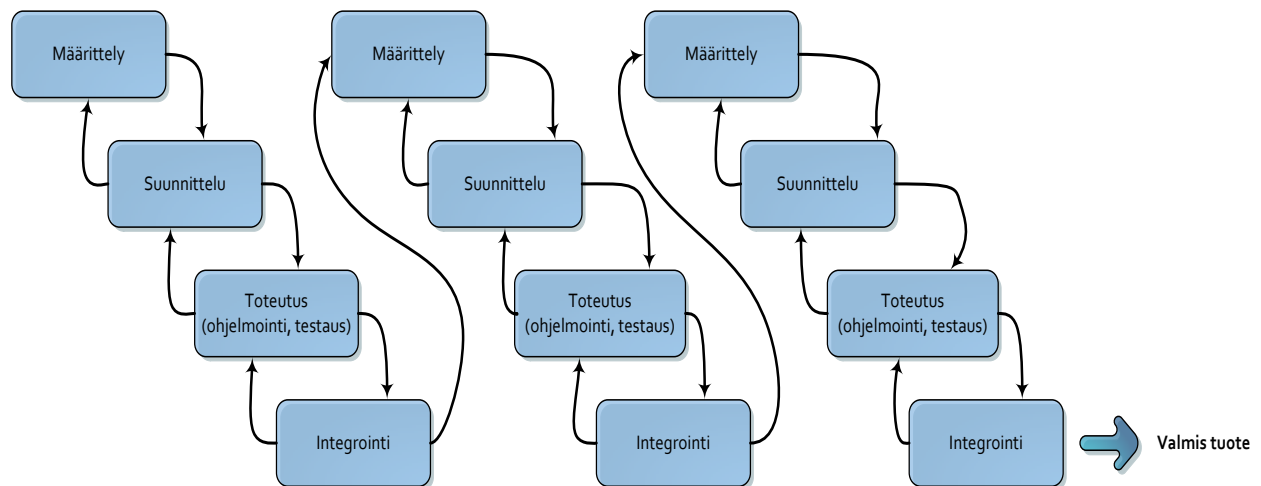 Määrittely
Suunnittelu
Toteutus
(ohjelmointi, testaus)
Integrointi
Määrittely
Suunnittelu
Toteutus
(ohjelmointi, testaus)
Integrointi
Määrittely
Suunnittelu
Toteutus
(ohjelmointi, testaus)
Integrointi
Valmis tuote